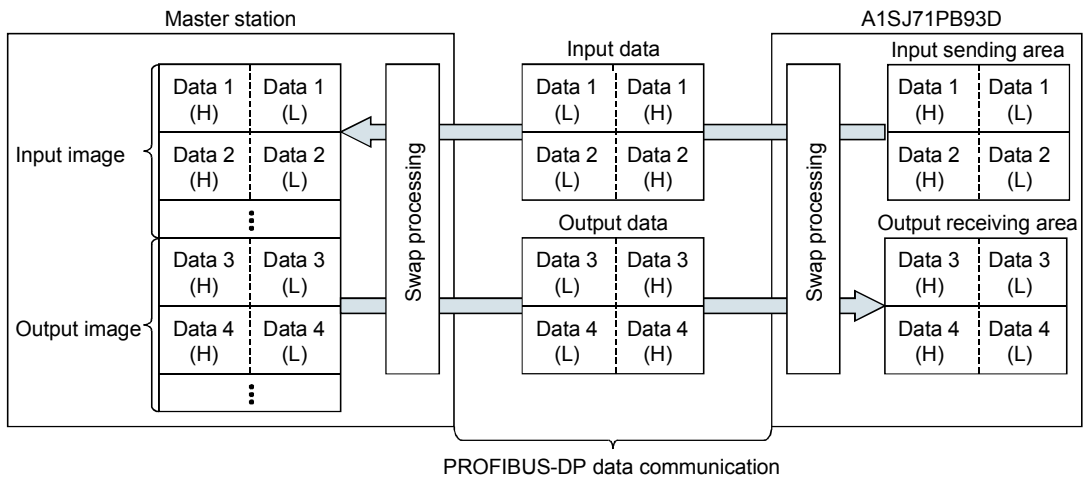 Master station
A1SJ71PB93D
Input data
Input sending area
Data 1 Data 1
(H) (L)
Data 2 Data 2
(H) (L)
Input image
Data 3 Data 3
(H) (L)
Data 4 Data 4
(H) (L)
Output image
Swap processing
Data 1 Data 1
(L) (H)
Data 2 Data 2
(L) (H)
Output data
Data 3 Data 3
(L) (H)
Data 4 Data 4
(L) (H)
Swap processing
Data 1 Data 1
(H) (L)
Data 2 Data 2
(H) (L)
Output receiving area
Data 3 Data 3
(H) (L)
Data 4 Data 4
(H) (L)
PROFIBUS-DP data communication